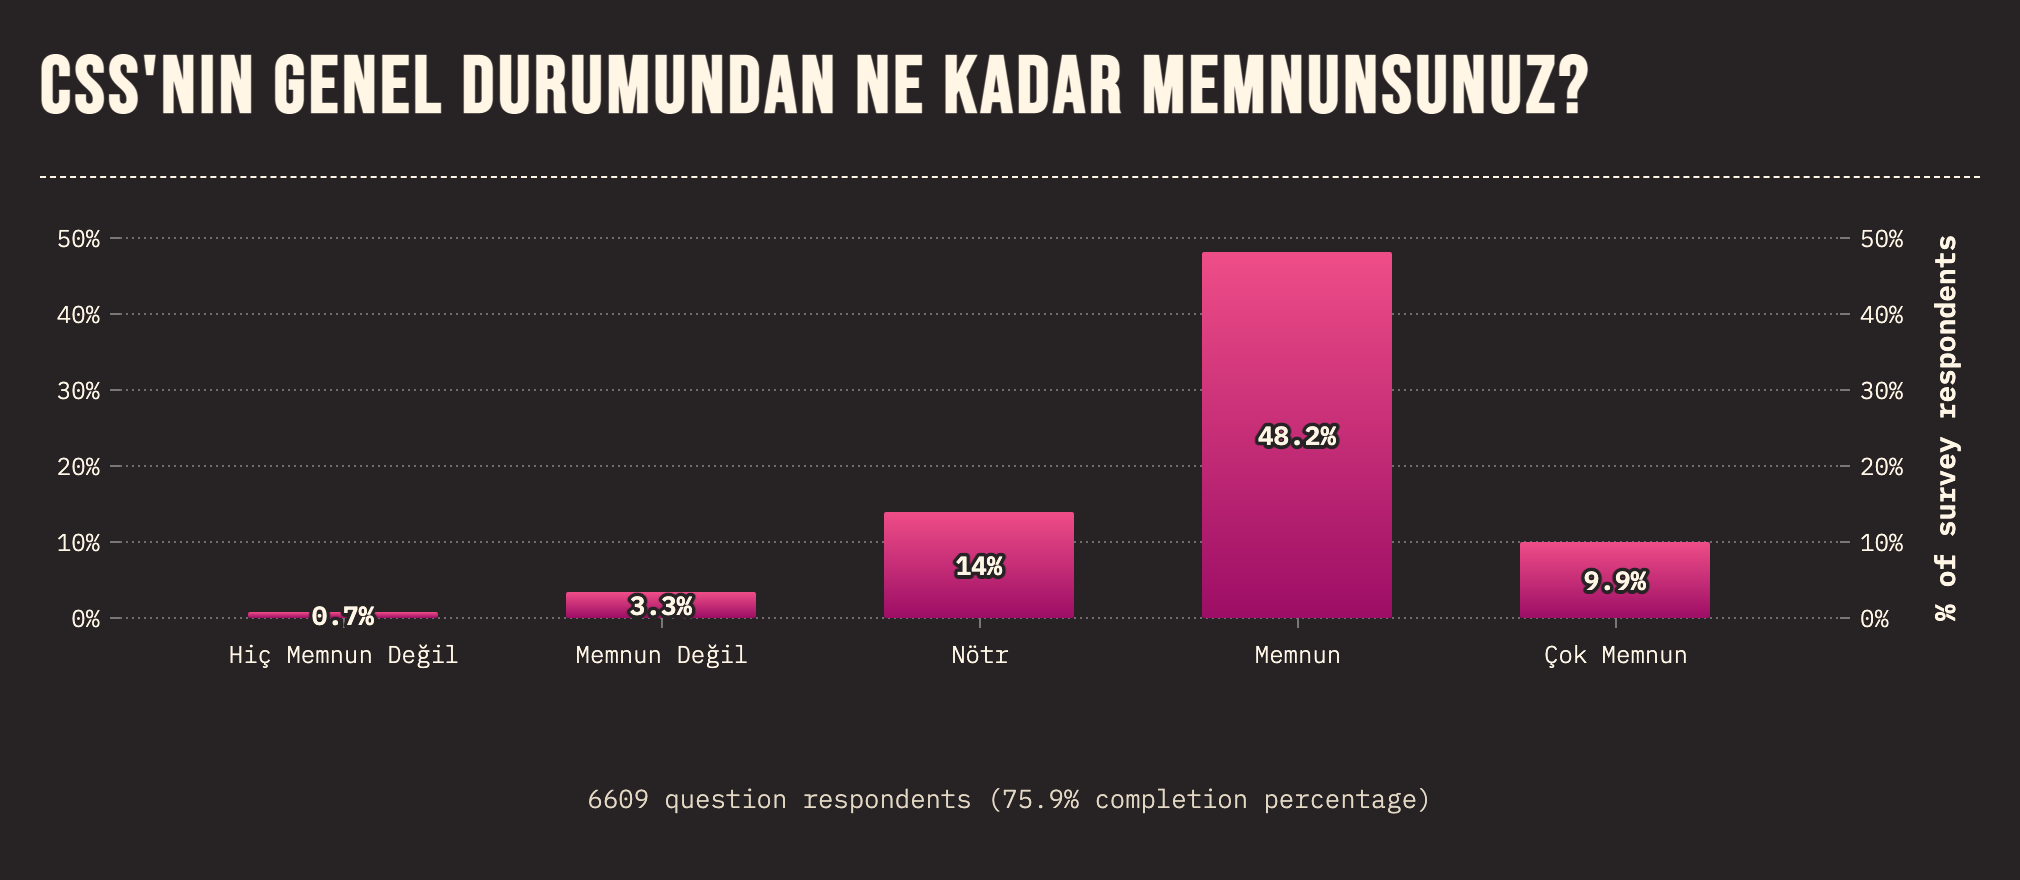 CSS'NIN GENEL DURUMUNDAN NE KADAR MEMNUNSUNUZ?
50% 50%
40% 40%
30% 30%
20% 20%
10% 10%
0% 0%
% of survey respondents
0.7% 3.3% 14% 48.2% 9.9%
Hiç Memnun Değil Memnun Değil Nötr Memnun Çok Memnun
6609 question respondents (75.9% completion percentage)